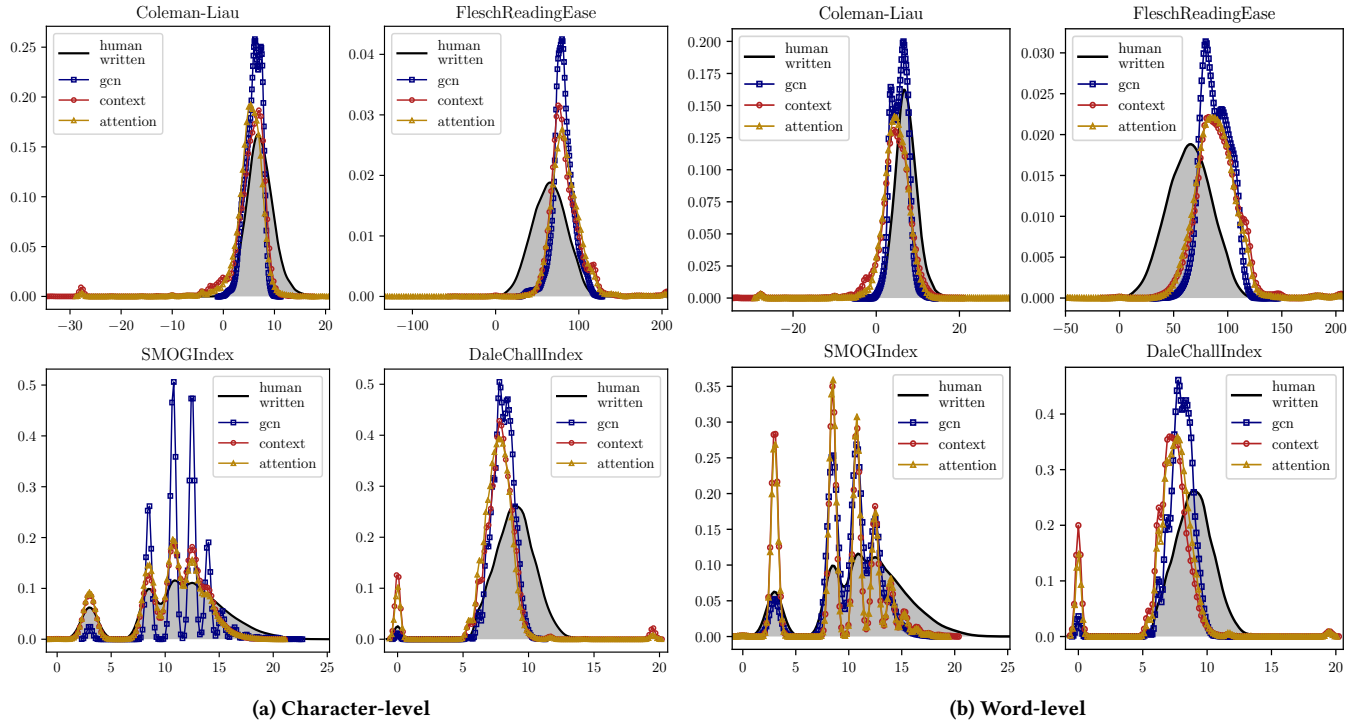 Coleman-Liau
0.25
0.20
0.15
0.10
0.05
0.00
−30
−20
−10
0
10
20
human
written
gcn
context
attention
FleschReadingEase
0.04
0.03
0.02
0.01
0.00
−100
0
100
200
human
written
gcn
context
attention
SMOGIndex
0.5
0.4
0.3
0.2
0.1
0.0
0
5
10
15
20
25
human
written
gcn
context
attention
DaleChallIndex
0.5
0.4
0.3
0.2
0.1
0.0
0
5
10
15
20
human
written
gcn
context
attention
(a) Character-level
Coleman-Liau
0.200
0.175
0.150
0.125
0.100
0.075
0.050
0.025
0.000
−20
0
20
human
written
gcn
context
attention
FleschReadingEase
0.030
0.025
0.020
0.015
0.010
0.005
0.000
−50
0
50
100
150
200
human
written
gcn
context
attention
SMOGIndex
0.35
0.30
0.25
0.20
0.15
0.10
0.05
0.00
0
5
10
15
20
25
human
written
gcn
context
attention
DaleChallIndex
0.4
0.3
0.2
0.1
0.0
0
5
10
15
20
human
written
gcn
context
attention
(b) Word-level